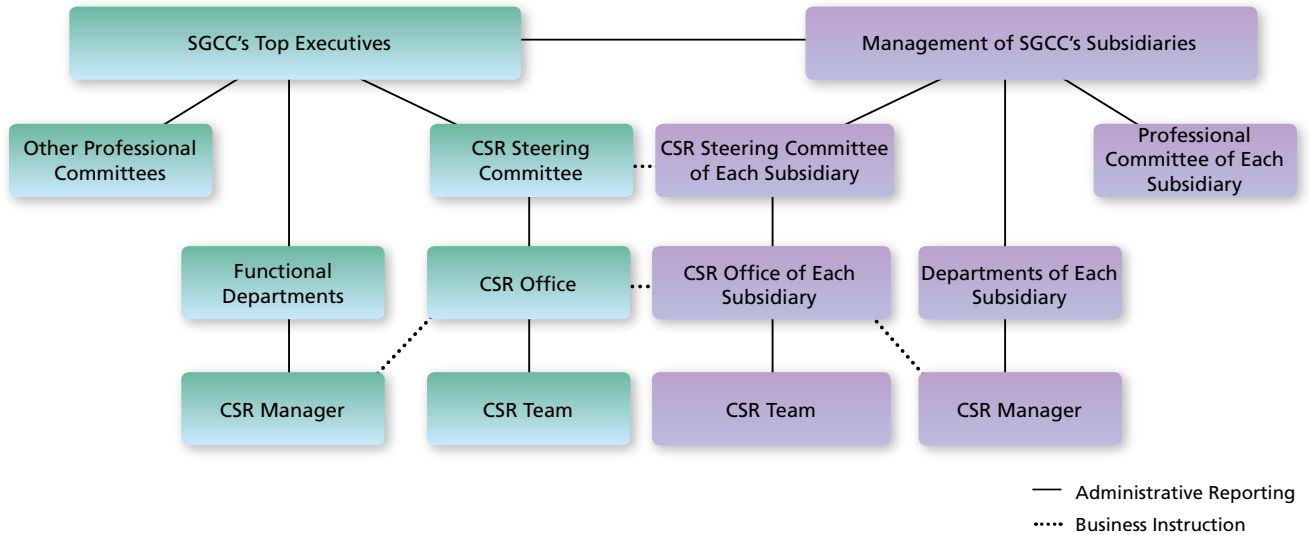 SGCC's Top Executives
Management of SGCC's Subsidiaries
Other Professional
Committees
CSR Steering
Committee
CSR Steering Committee
of Each Subsidiary
Professional
Committee of Each
Subsidiary
Functional
Departments
CSR Office
CSR Office of Each
Subsidiary
Departments of Each
Subsidiary
CSR Manager
CSR Team
CSR Team
CSR Manager
Administrative Reporting
Business Instruction